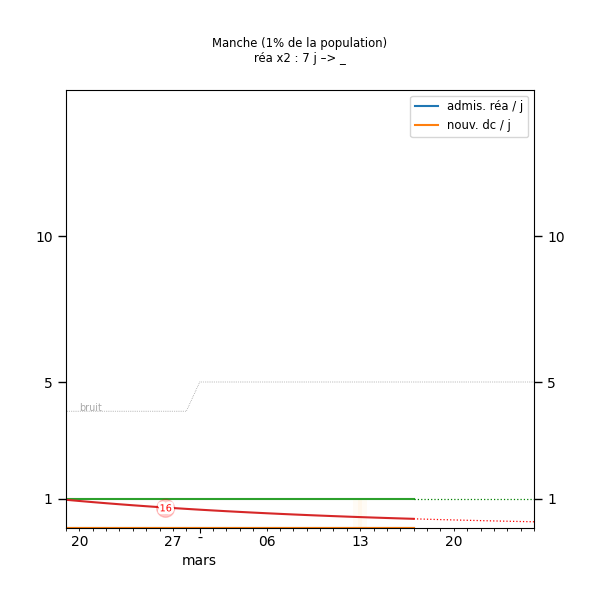 Manche (1% de la population)
réa x2 : 7 j –> _
admis. réa / j
nouv. dc / j
10 10
5 5
bruit
1 1
16
20 27 - 06 13 20
mars